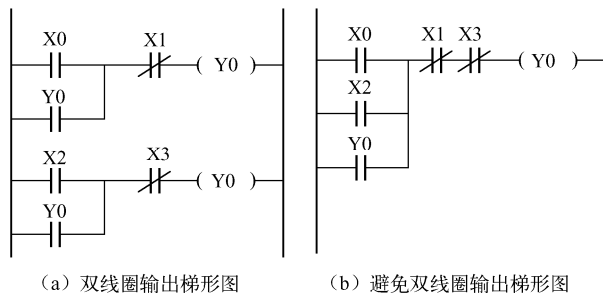 X0 X1 ( Y0 )
Y0
X2 X3 ( Y0 )
Y0
(a) 双线圈输出梯形图
X0 X1 X3 ( Y0 )
X2
Y0
(b) 避免双线圈输出梯形图